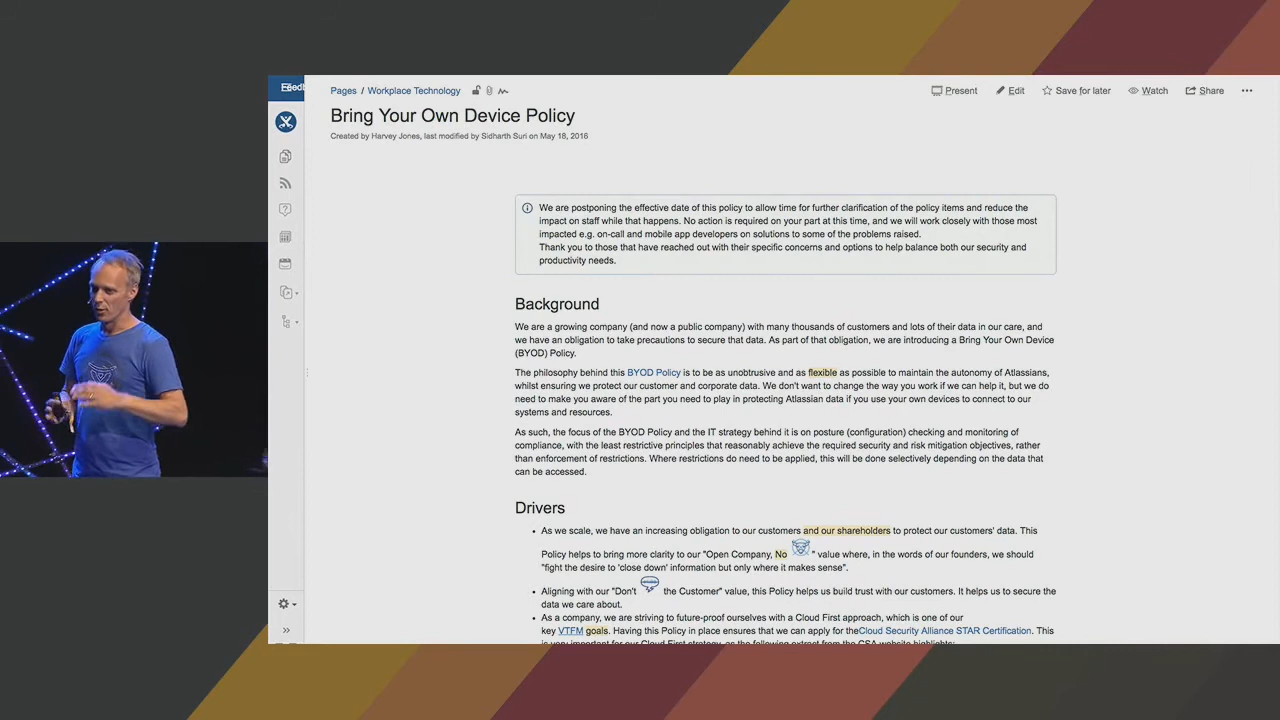 Feedb
Pages / Workplace Technology
Present Edit Save for later Watch Share
Bring Your Own Device Policy
Created by Harvey Jones, last modified by Sidharth Suri on May 18, 2016
We are postponing the effective date of this policy to allow time for further clarification of the policy items and reduce the
impact on staff while that happens. No action is required on your part at this time, and we will work closely with those most
impacted e.g. on-call and mobile app developers on solutions to some of the problems raised.
Thank you to those that have reached out with their specific concerns and options to help balance both our security and
productivity needs.
Background
We are a growing company (and now a public company) with many thousands of customers and lots of their data in our care, and
we have an obligation to take precautions to secure that data. As part of that obligation, we are introducing a Bring Your Own Device
(BYOD) Policy.
The philosophy behind this BYOD Policy is to be as unobtrusive and as flexible as possible to maintain the autonomy of Atlassians,
whilst ensuring we protect our customer and corporate data. We don't want to change the way you work if we can help it, but we do
need to make you aware of the part you need to play in protecting Atlassian data if you use your own devices to connect to our
systems and resources.
As such, the focus of the BYOD Policy and the IT strategy behind it is on posture (configuration) checking and monitoring of
compliance, with the least restrictive principles that reasonably achieve the required security and risk mitigation objectives, rather
than enforcement of restrictions. Where restrictions do need to be applied, this will be done selectively depending on the data that
can be accessed.
Drivers
• As we scale, we have an increasing obligation to our customers and our shareholders to protect our customers' data. This
Policy helps to bring more clarity to our "Open Company, No " value where, in the words of our founders, we should
"fight the desire to 'close down' information but only where it makes sense".
• Aligning with our "Don't the Customer" value, this Policy helps us build trust with our customers. It helps us to secure the
data we care about.
• As a company, we are striving to future-proof ourselves with a Cloud First approach, which is one of our
key VTFM goals. Having this Policy in place ensures that we can apply for theCloud Security Alliance STAR Certification. This
is very important for our Cloud First strategy, as the following extract from the CSA website highlights: